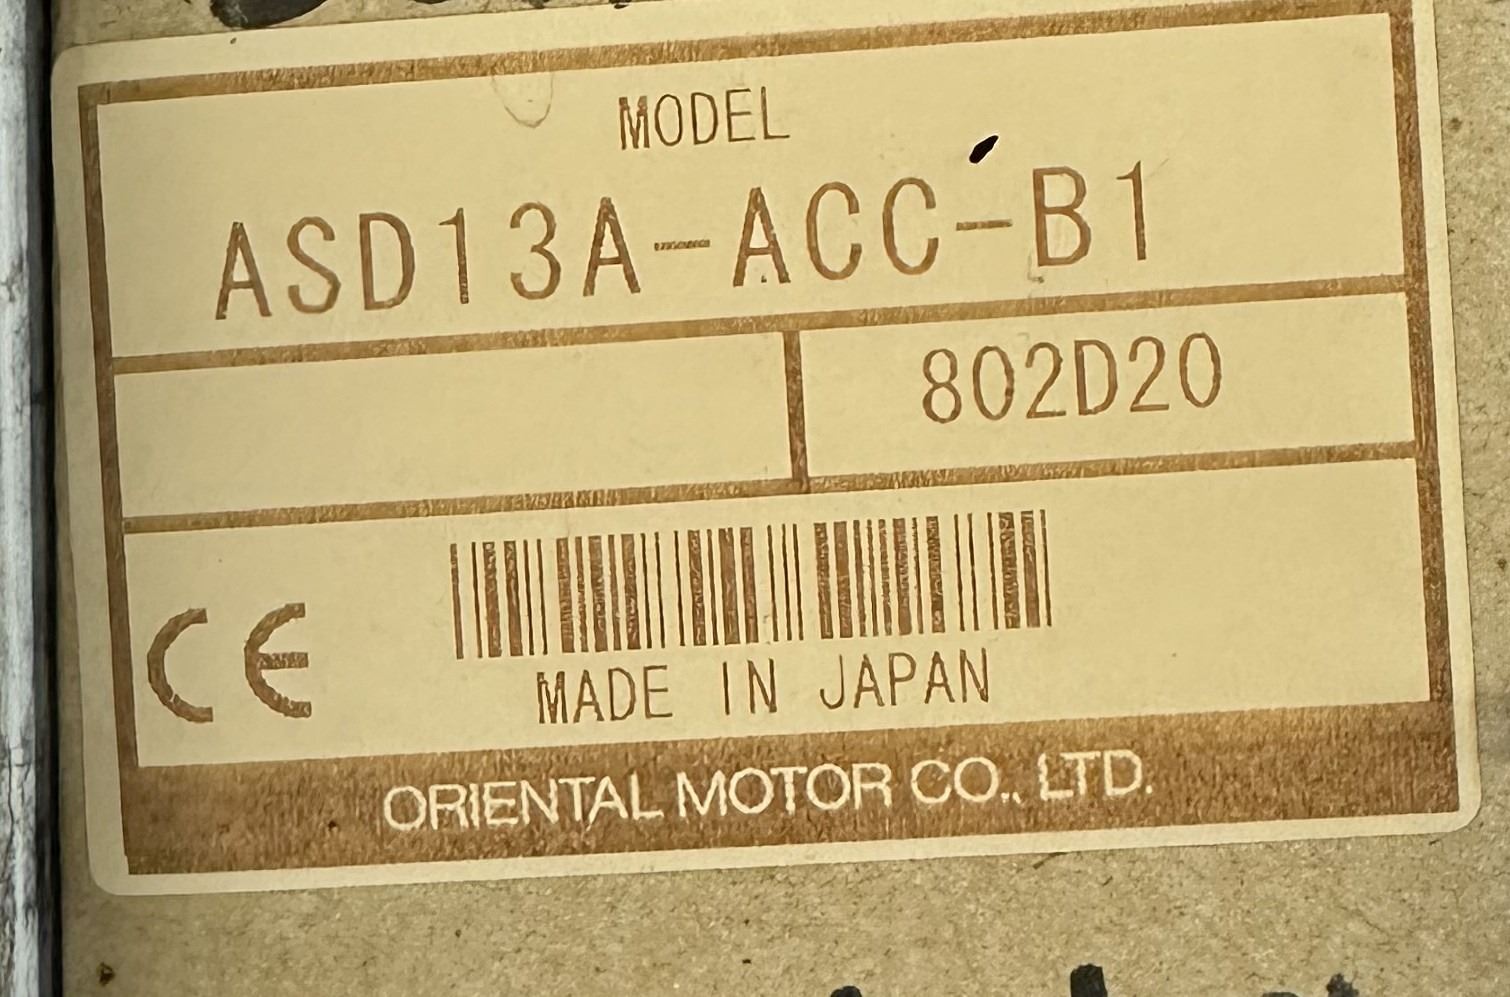 MODEL
ASD13A-ACC-B1
802D20
CE
MADE IN JAPAN
ORIENTAL MOTOR CO., LTD.